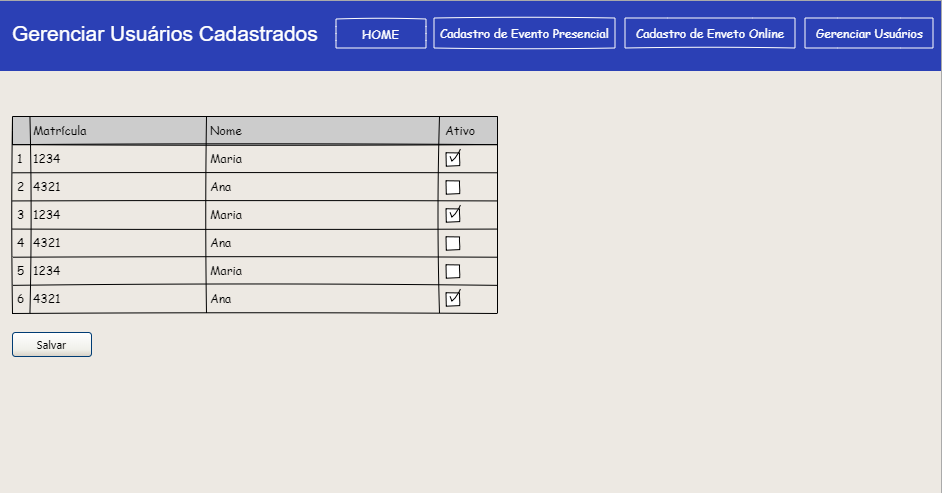 Gerenciar Usuários Cadastrados HOME Cadastro de Evento Presencial Cadastro de Enveto Online Gerenciar Usuários
Matrícula Nome Ativo
1 1234 Maria
2 4321 Ana
3 1234 Maria
4 4321 Ana
5 1234 Maria
6 4321 Ana
Salvar